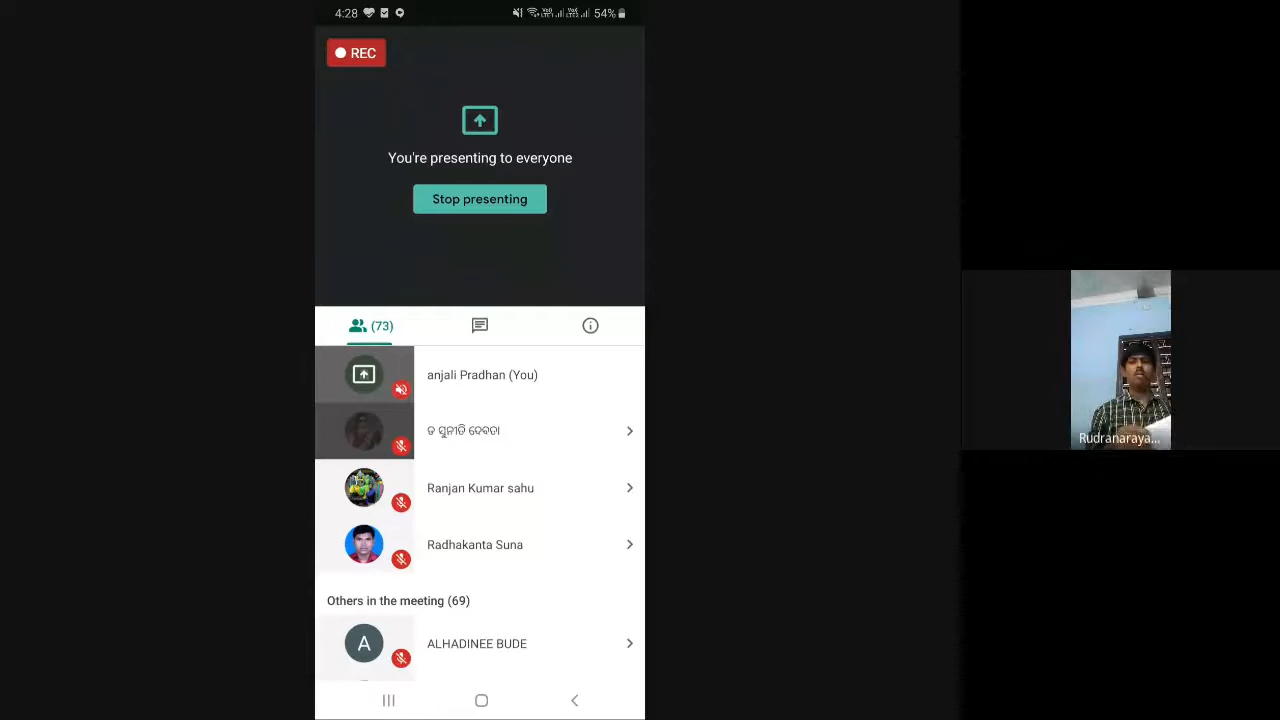 4:28 54%
REC
You're presenting to everyone
Stop presenting
(73)
anjali Pradhan (You)
ଡ ସୁନୀତି ଦେବତା
Ranjan Kumar sahu
Radhakanta Suna
Others in the meeting (69)
A
ALHADINEE BUDE
Rudranaraya...